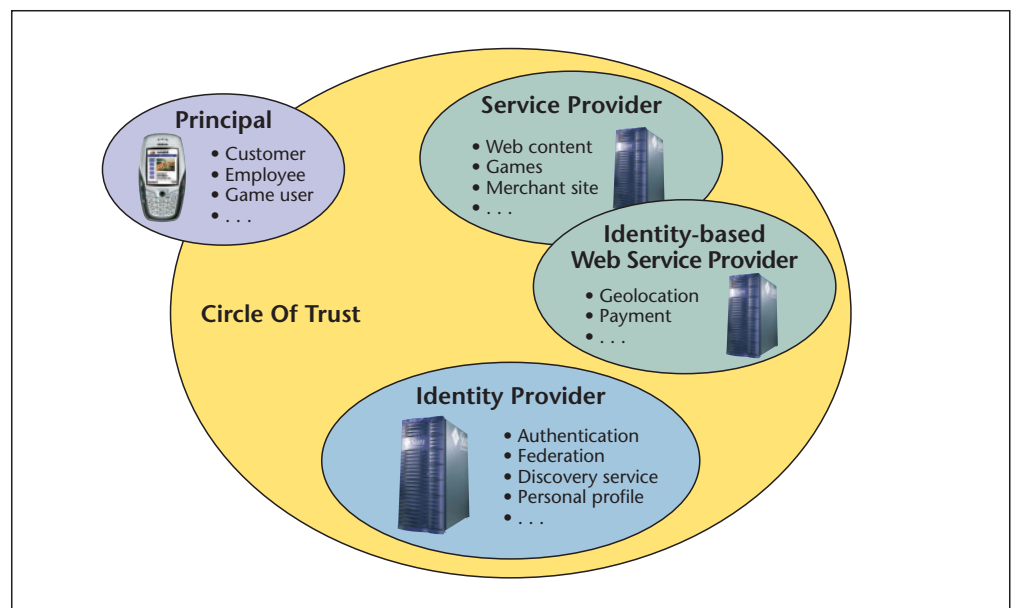 Principal
• Customer
• Employee
• Game user
• . . .
Service Provider
• Web content
• Games
• Merchant site
• . . .
Identity-based
Web Service Provider
• Geolocation
• Payment
• . . .
Circle Of Trust
Identity Provider
• Authentication
• Federation
• Discovery service
• Personal profile
• . . .